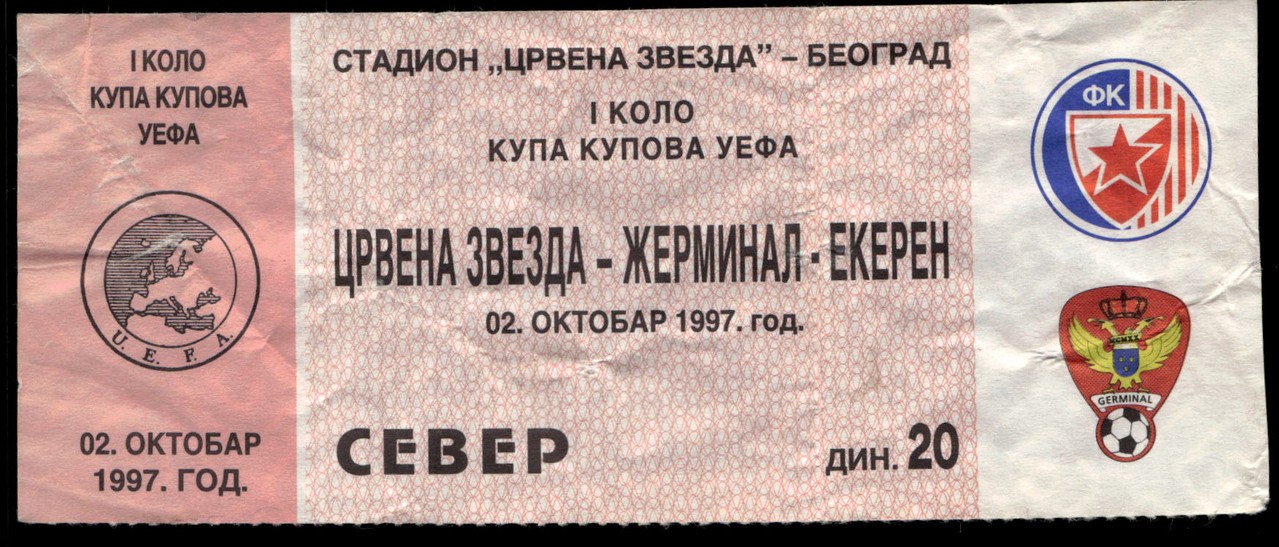 I КОЛО
КУПА КУПОВА
УЕФА
U. E. F. A.
02. ОКТОБАР
1997. ГОД.
СТАДИОН „ЦРВЕНА ЗВЕЗДА” – БЕОГРАД
I КОЛО
КУПА КУПОВА УЕФА
ЦРВЕНА ЗВЕЗДА – ЖЕРМИНАЛ - ЕКЕРЕН
02. ОКТОБАР 1997. год.
СЕВЕР
ДИН. 20
ФК
MCMXX
GERMINAL